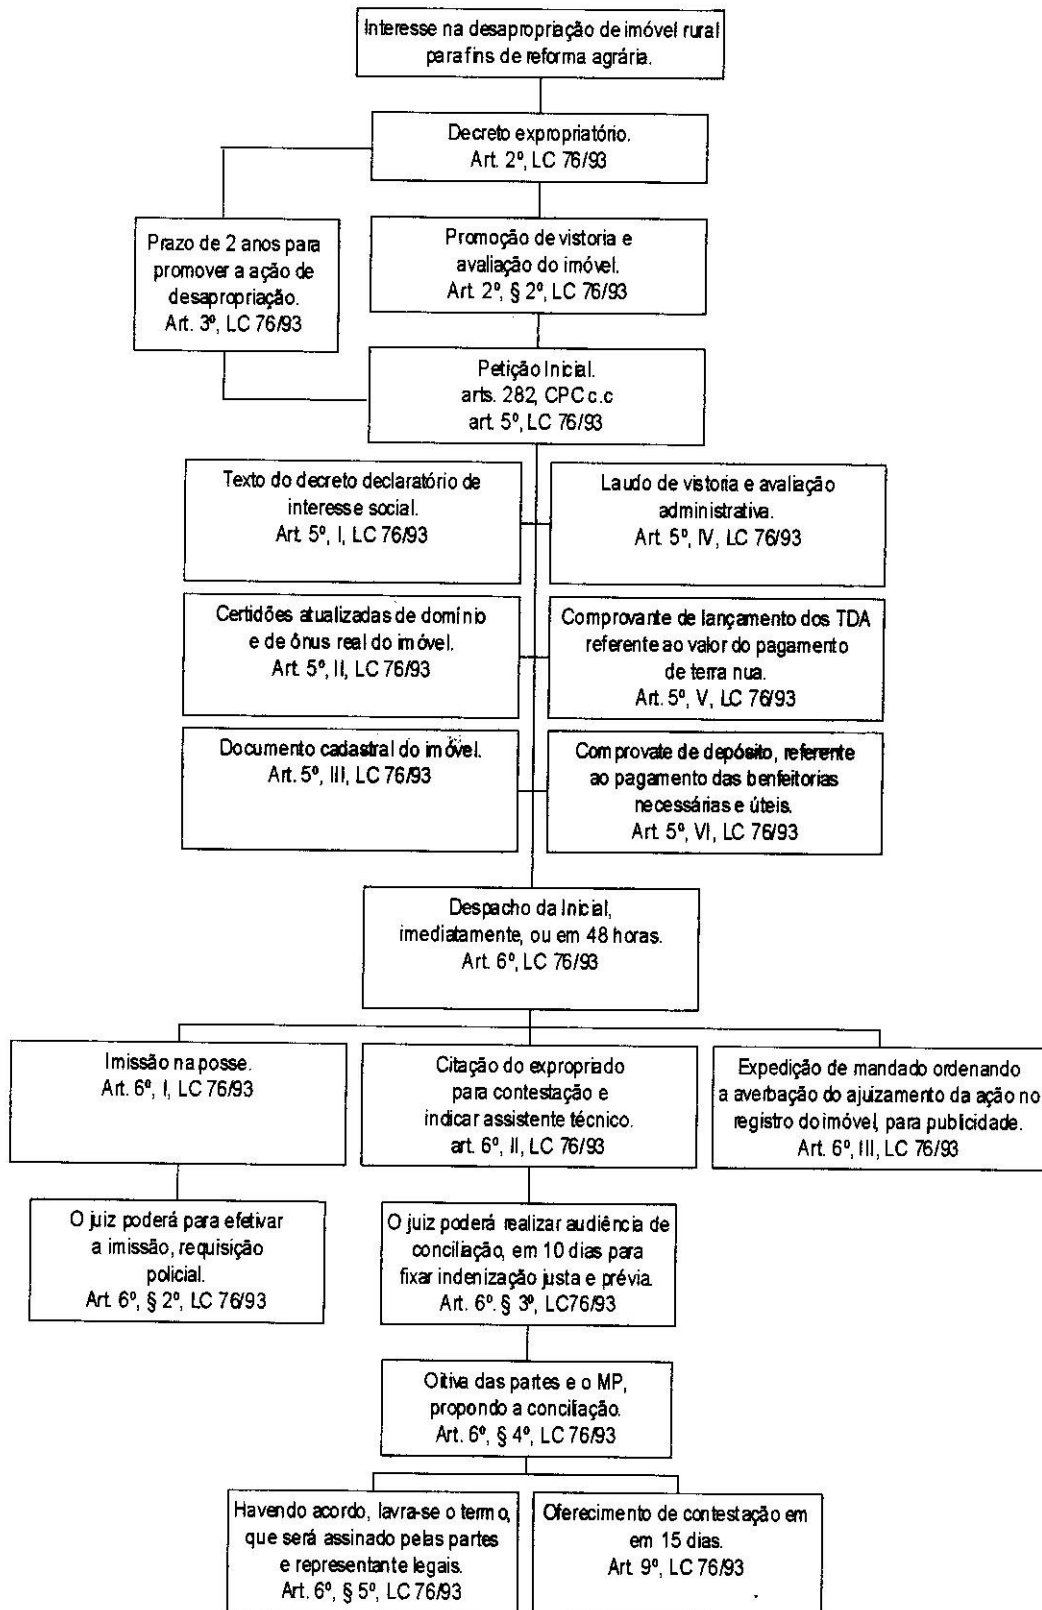 Interesse na desapropriação de imóvel rural
para fins de reforma agrária.
Decreto expropriatório.
Art. 2º, LC 76/93
Prazo de 2 anos para
promover a ação de
desapropriação.
Art. 3º, LC 76/93
Promoção de vistoria e
avaliação do imóvel.
Art. 2º, § 2º, LC 76/93
Petição Inicial.
arts. 282, CPC c.c
art. 5º, LC 76/93
Texto do decreto declaratório de
interesse social.
Art. 5º, I, LC 76/93
Laudo de vistoria e avaliação
administrativa.
Art. 5º, IV, LC 76/93
Certidões atualizadas de domínio
e de ônus real do imóvel.
Art. 5º, II, LC 76/93
Comprovante de lançamento dos TDA
referente ao valor do pagamento
de terra nua.
Art. 5º, V, LC 76/93
Documento cadastral do imóvel.
Art. 5º, III, LC 76/93
Comprovate de depósito, referente
ao pagamento das benfeitorias
necessárias e úteis.
Art. 5º, VI, LC 76/93
Despacho da Inicial,
imediatamente, ou em 48 horas.
Art. 6º, LC 76/93
Imissão na posse.
Art. 6º, I, LC 76/93
Citação do expropriado
para contestação e
indicar assistente técnico.
art. 6º, II, LC 76/93
Expedição de mandado ordenando
a averbação do ajuizamento da ação no
registro do imóvel, para publicidade.
Art. 6º, III, LC 76/93
O juiz poderá para efetivar
a imissão, requisição
policial.
Art. 6º, § 2º, LC 76/93
O juiz poderá realizar audiência de
conciliação, em 10 dias para
fixar indenização justa e prévia.
Art. 6º. § 3º, LC76/93
Oitiva das partes e o MP,
propondo a conciliação.
Art. 6º, § 4º, LC 76/93
Havendo acordo, lavra-se o termo,
que será assinado pelas partes
e representante legais.
Art. 6º, § 5º, LC 76/93
Oferecimento de contestação em
em 15 dias.
Art. 9º, LC 76/93